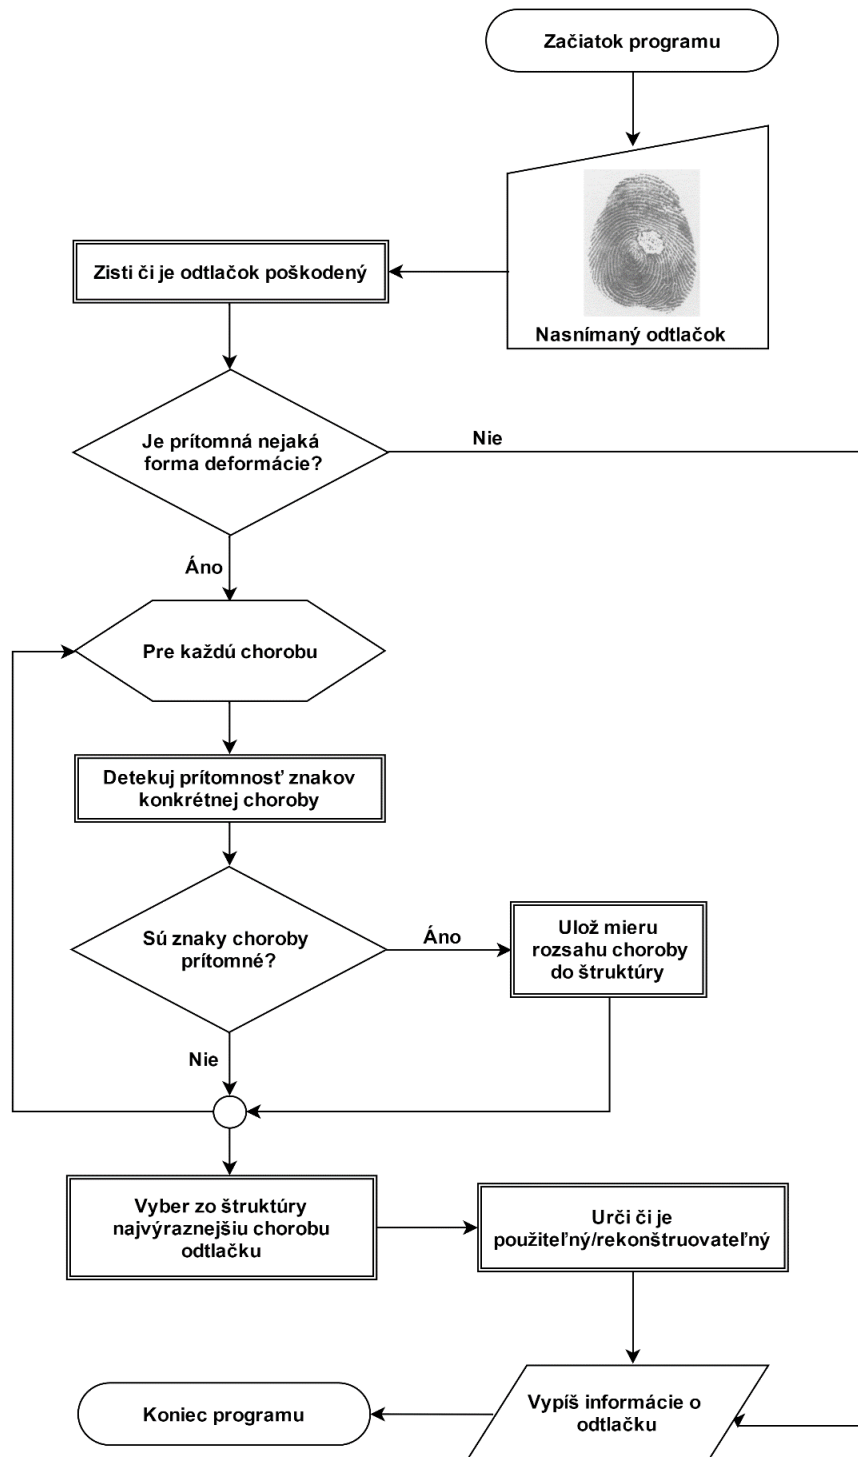 Začiatok programu
Nasnímaný odtlačok
Zisti či je odtlačok poškodený
Je prítomná nejaká
forma deformácie?
Nie
Áno
Pre každú chorobu
Detekuj prítomnosť znakov
konkrétnej choroby
Sú znaky choroby
prítomné?
Áno
Ulož mieru
rozsahu choroby
do štruktúry
Nie
Vyber zo štruktúry
najvýraznejšiu chorobu
odtlačku
Urči či je
použiteľný/rekonštruovateľný
Vypíš informácie o
odtlačku
Koniec programu